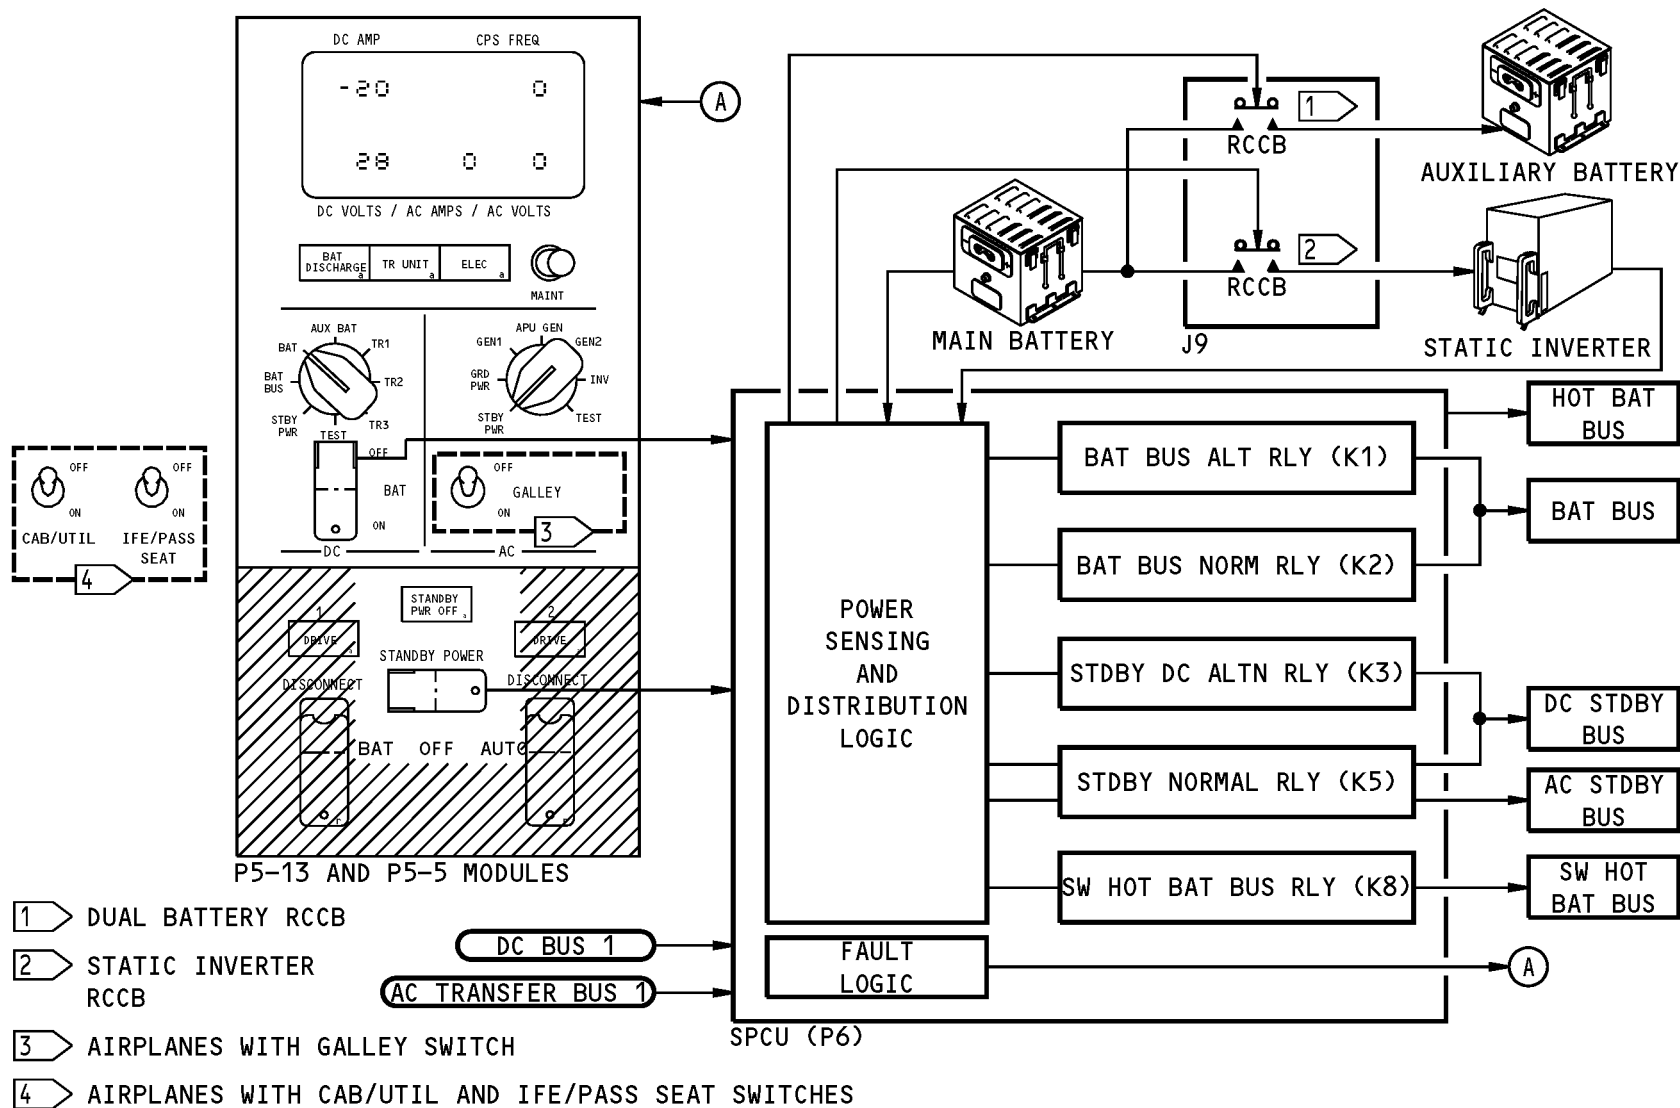 DC AMP
CPS FREQ
-20
0
28
0
0
DC VOLTS / AC AMPS / AC VOLTS
BAT
DISCHARGE
a
TR UNIT
a
ELEC
a
MAINT
AUX BAT
BAT
TR1
BAT
BUS
TR2
STBY
PWR
TR3
TEST
APU GEN
GEN1
GEN2
GRD
PWR
INV
STBY
PWR
TEST
OFF
BAT
ON
DC
OFF
GALLEY
ON
3
AC
OFF
ON
CAB/UTIL
OFF
ON
IFE/PASS
SEAT
4
STANDBY
PWR OFF
a
1
DRIVE
2
DRIVE
STANDBY POWER
DISCONNECT
DISCONNECT
BAT
OFF
AUTO
P5-13 AND P5-5 MODULES
A
1
RCCB
2
RCCB
J9
AUXILIARY BATTERY
MAIN BATTERY
STATIC INVERTER
POWER
SENSING
AND
DISTRIBUTION
LOGIC
BAT BUS ALT RLY (K1)
BAT BUS NORM RLY (K2)
STDBY DC ALTN RLY (K3)
STDBY NORMAL RLY (K5)
SW HOT BAT BUS RLY (K8)
HOT BAT
BUS
BAT BUS
DC STDBY
BUS
AC STDBY
BUS
SW HOT
BAT BUS
FAULT
LOGIC
A
DC BUS 1
AC TRANSFER BUS 1
SPCU (P6)
1 DUAL BATTERY RCCB
2 STATIC INVERTER
RCCB
3 AIRPLANES WITH GALLEY SWITCH
4 AIRPLANES WITH CAB/UTIL AND IFE/PASS SEAT SWITCHES